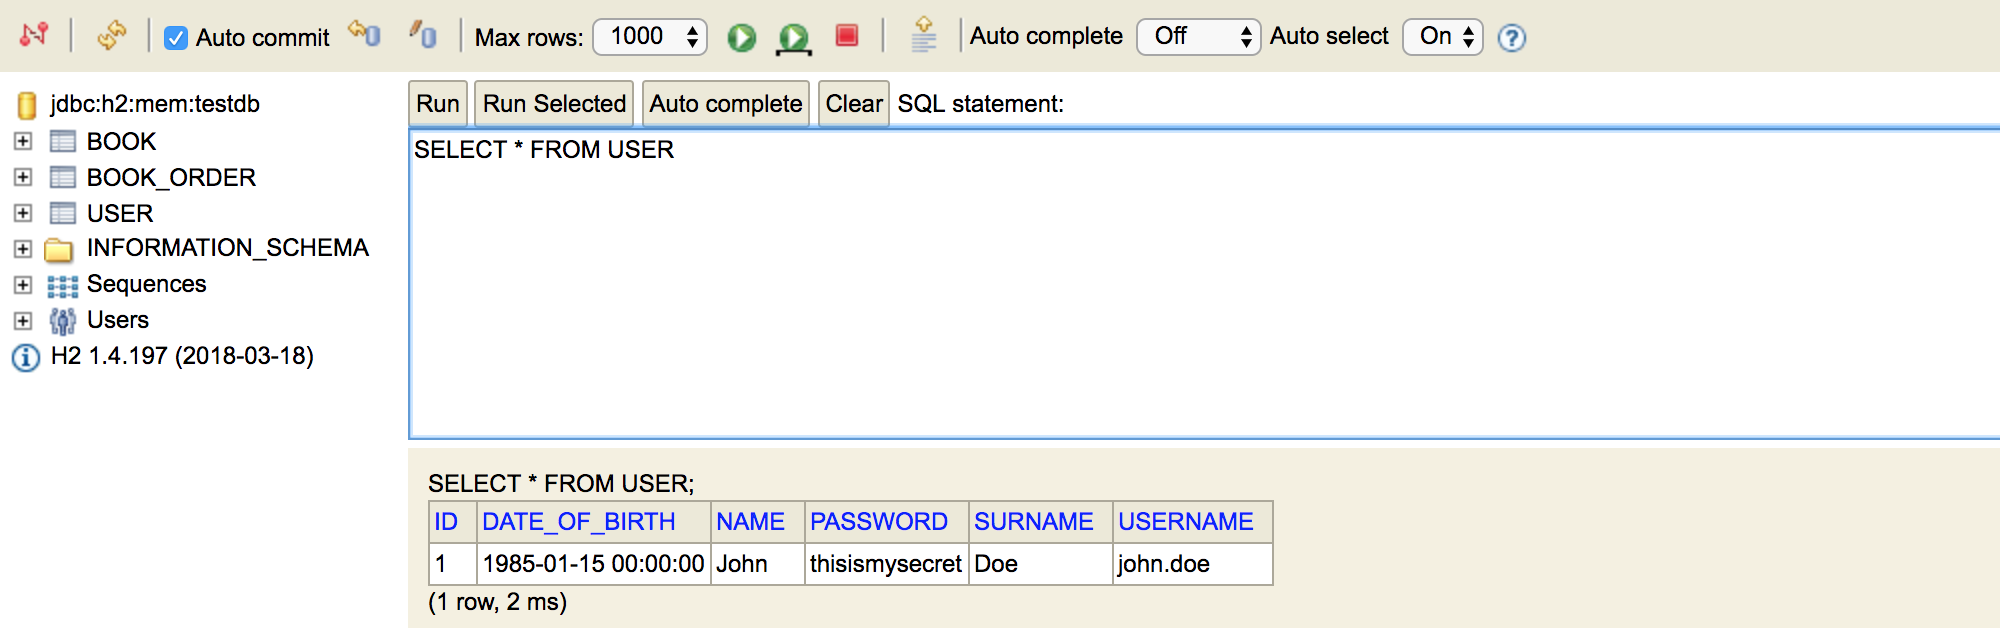 Auto commit Max rows: 1000 Auto complete Off Auto select On ?
jdbc:h2:mem:testdb
BOOK
BOOK_ORDER
USER
INFORMATION_SCHEMA
Sequences
Users
H2 1.4.197 (2018-03-18)
Run Run Selected Auto complete Clear SQL statement:
SELECT * FROM USER
SELECT * FROM USER;
ID DATE_OF_BIRTH NAME PASSWORD SURNAME USERNAME
1 1985-01-15 00:00:00 John thisismysecret Doe john.doe
(1 row, 2 ms)